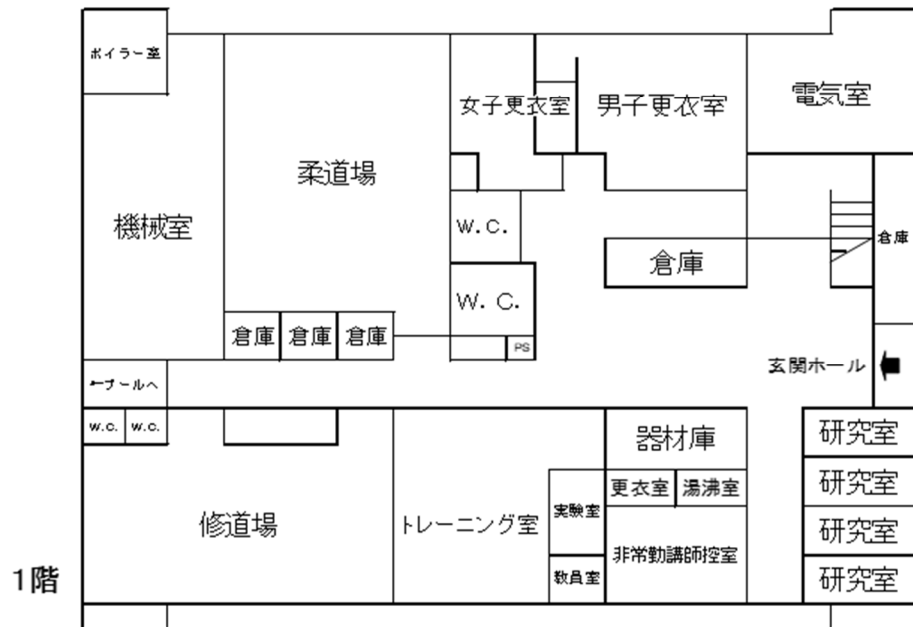 ボイラー室
女子更衣室
男子更衣室
電気室
柔道場
機械室
W.C.
倉庫
倉庫
W.C.
倉庫
倉庫
倉庫
PS
玄関ホール
←プールへ
W.C.
W.C.
器材庫
研究室
更衣室
湯沸室
研究室
修道場
トレーニング室
実験室
研究室
非常勤講師控室
教員室
研究室
1階